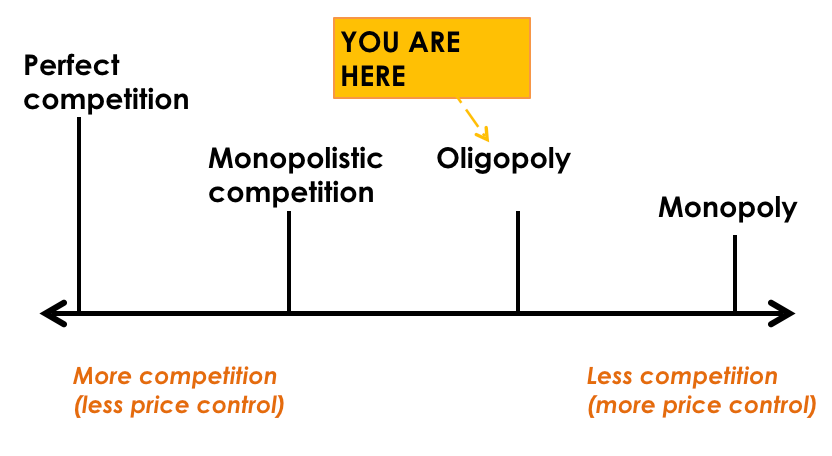 YOU ARE
HERE
Perfect
competition
Monopolistic
competition
Oligopoly
Monopoly
More competition
(less price control)
Less competition
(more price control)